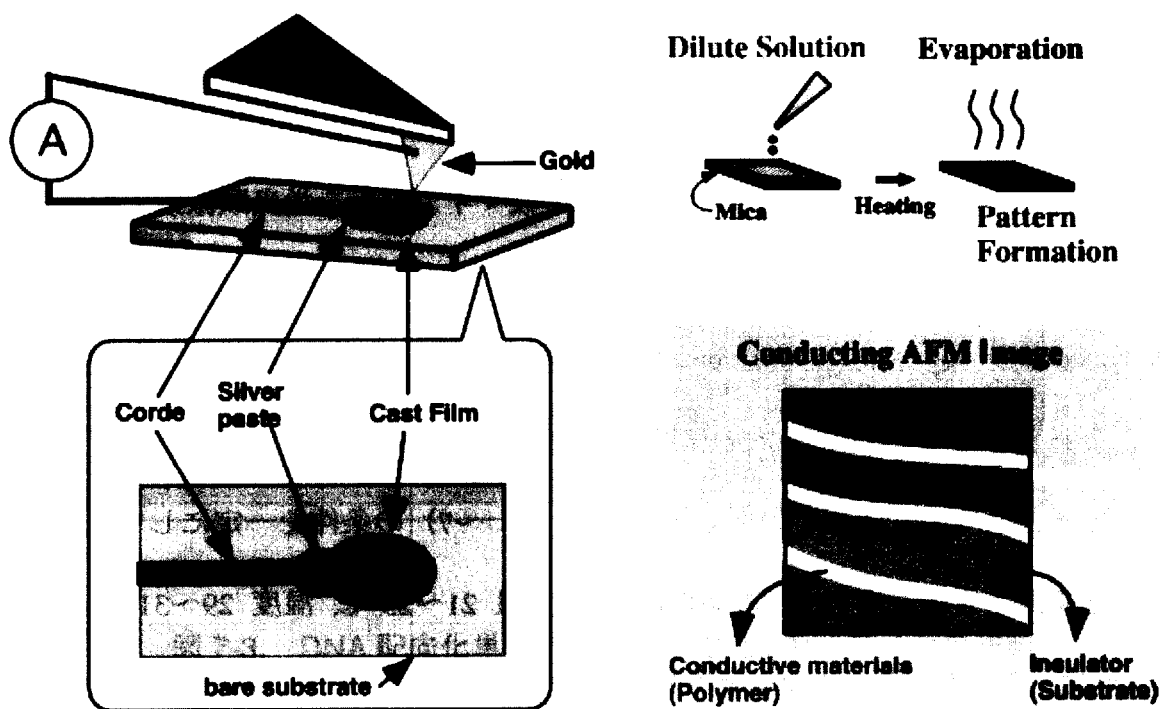 A
Gold
Corde
Silver
paste
Cast Film
bare substrate
Dilute Solution
Evaporation
Mica
Heating
Pattern
Formation
Conducting AFM Image
Conductive materials
(Polymer)
Insulator
(Substrate)